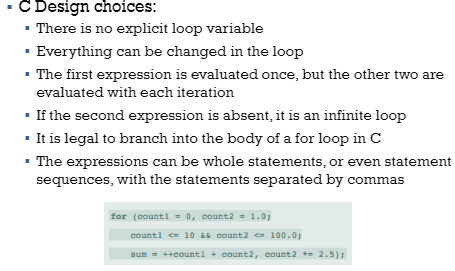 C Design choices:
There is no explicit loop variable
Everything can be changed in the loop
The first expression is evaluated once, but the other two are
evaluated with each iteration
If the second expression is absent, it is an infinite loop
It is legal to branch into the body of a for loop in C
The expressions can be whole statements, or even statement
sequences, with the statements separated by commas
for (count1 = 0, count2 = 1.0;
count1 <= 10 && count2 <= 100.0;
sum = ++count1 + count2, count2 *= 2.5);